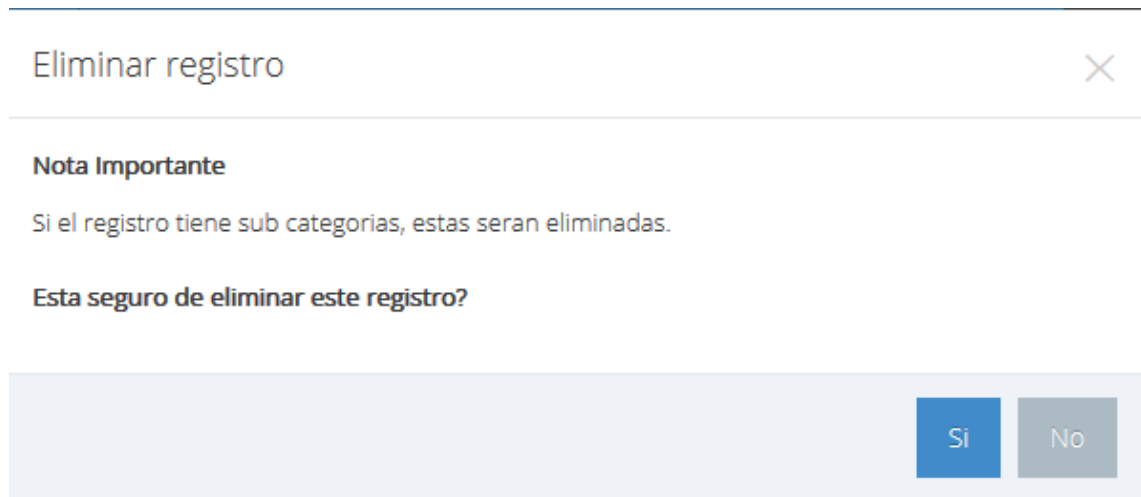 Eliminar registro
Nota Importante
Si el registro tiene sub categorias, estas seran eliminadas.
Esta seguro de eliminar este registro?
Si No